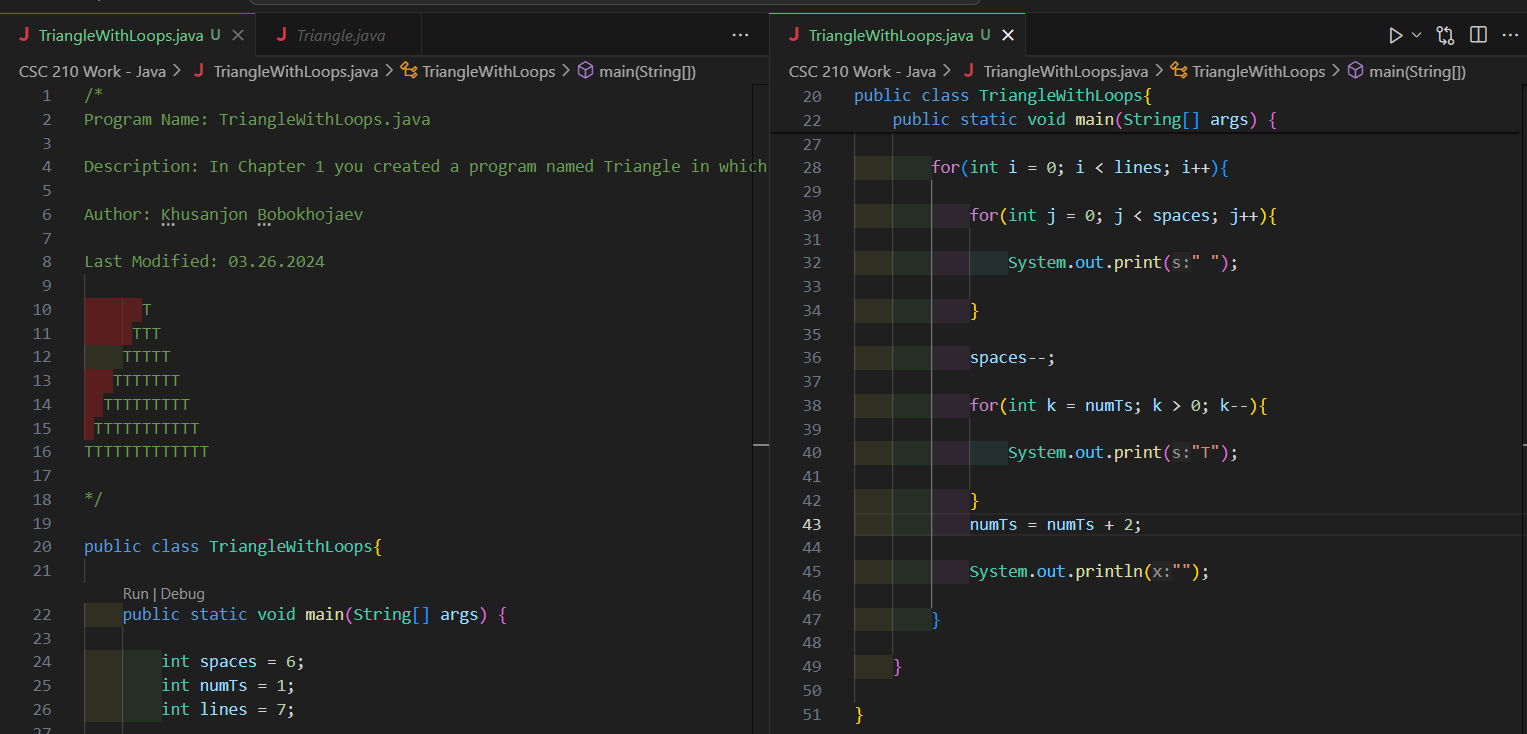 TriangleWithLoops.java U
Triangle.java
CSC 210 Work - Java > TriangleWithLoops.java > TriangleWithLoops > main(String[])
1 /*
2 Program Name: TriangleWithLoops.java
3
4 Description: In Chapter 1 you created a program named Triangle in which
5
6 Author: Khusanjon Bobokhojaev
7
8 Last Modified: 03.26.2024
9
10       T
11      TTT
12     TTTTT
13    TTTTTTT
14   TTTTTTTTT
15  TTTTTTTTTTT
16 TTTTTTTTTTTTT
17
18 */
19
20 public class TriangleWithLoops{
21
Run | Debug
22     public static void main(String[] args) {
23
24         int spaces = 6;
25         int numTs = 1;
26         int lines = 7;
27
TriangleWithLoops.java U
CSC 210 Work - Java > TriangleWithLoops.java > TriangleWithLoops > main(String[])
20 public class TriangleWithLoops{
22     public static void main(String[] args) {
27
28         for(int i = 0; i < lines; i++){
29
30             for(int j = 0; j < spaces; j++){
31
32                 System.out.print(s:" ");
33
34             }
35
36             spaces--;
37
38             for(int k = numTs; k > 0; k--){
39
40                 System.out.print(s:"T");
41
42             }
43             numTs = numTs + 2;
44
45             System.out.println(x:"");
46
47         }
48
49     }
50
51 }